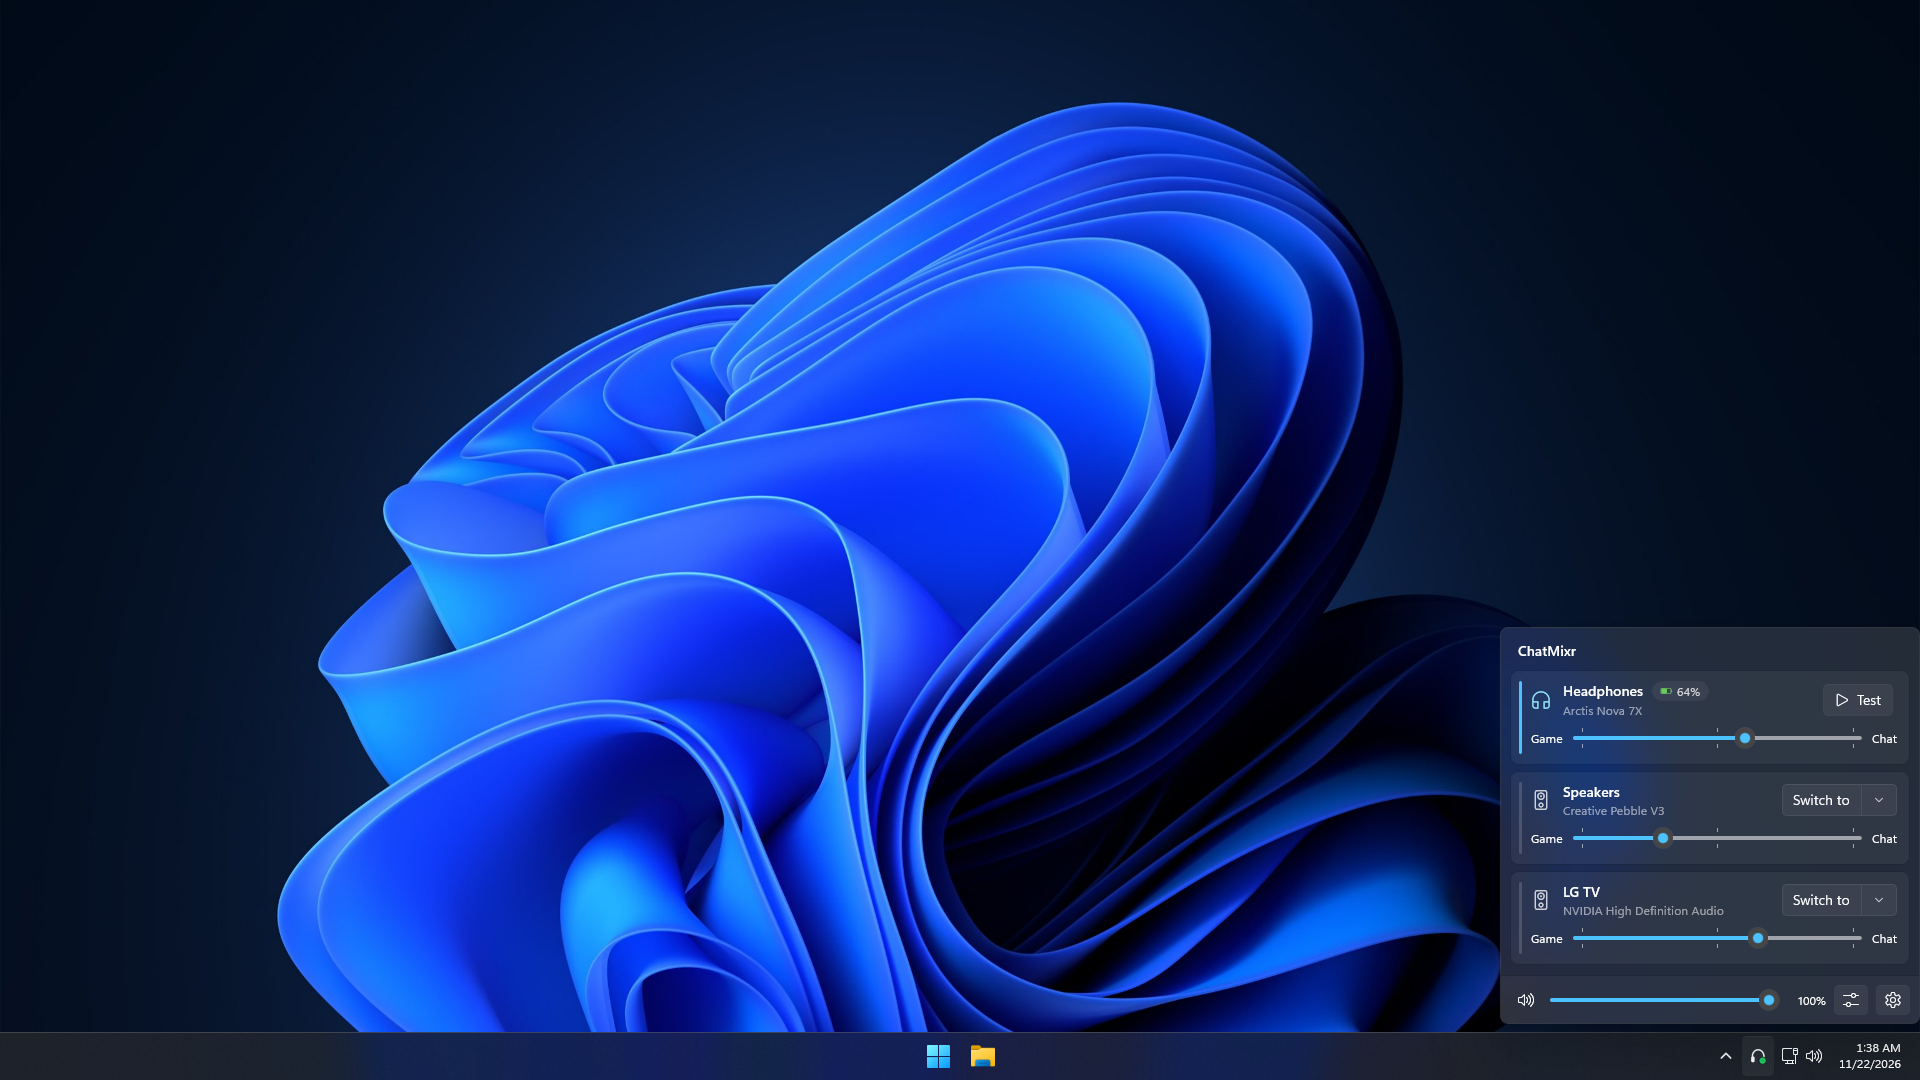 ChatMixr
Headphones 64%
Arctis Nova 7X
Test
Game Chat
Speakers
Creative Pebble V3
Switch to
Game Chat
LG TV
NVIDIA High Definition Audio
Switch to
Game Chat
100%
1:38 AM
11/22/2026